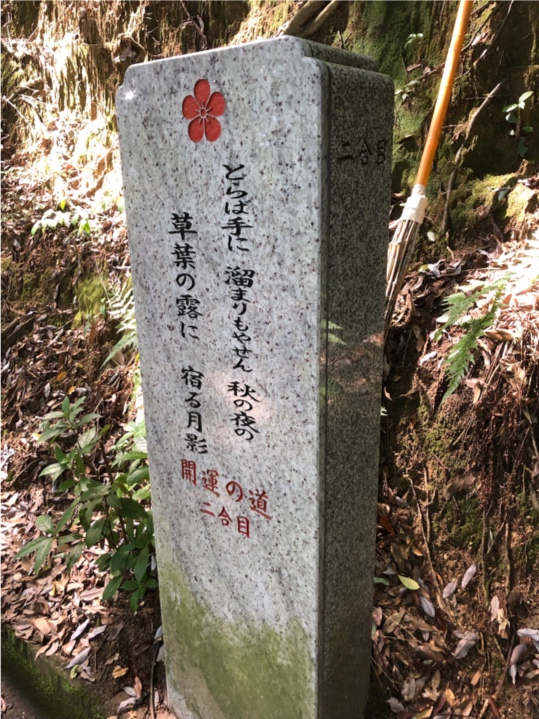 とらば手に 溜まりもやせん 秋の夜の
草葉の露に 宿る月影
開運の道
二合目
二合目